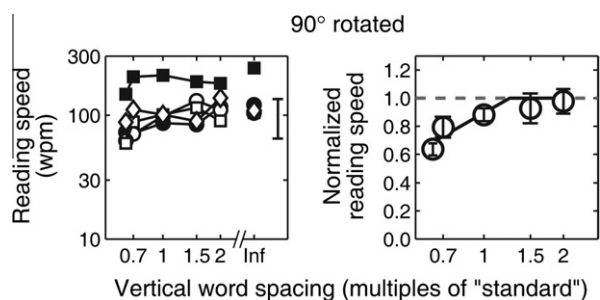 90° rotated
Reading speed
(wpm)
300
100
30
10
0.7 1 1.5 2 Inf
Normalized
reading speed
1.2
1.0
0.8
0.6
0.4
0.2
0.0
0.7 1 1.5 2
Vertical word spacing (multiples of "standard")